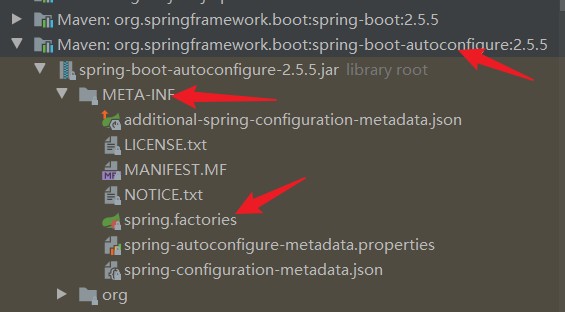 Maven: org.springframework.boot:spring-boot:2.5.5
Maven: org.springframework.boot:spring-boot-autoconfigure:2.5.5
spring-boot-autoconfigure-2.5.5.jar library root
META-INF
additional-spring-configuration-metadata.json
LICENSE.txt
MF MANIFEST.MF
NOTICE.txt
spring.factories
spring-autoconfigure-metadata.properties
spring-configuration-metadata.json
org